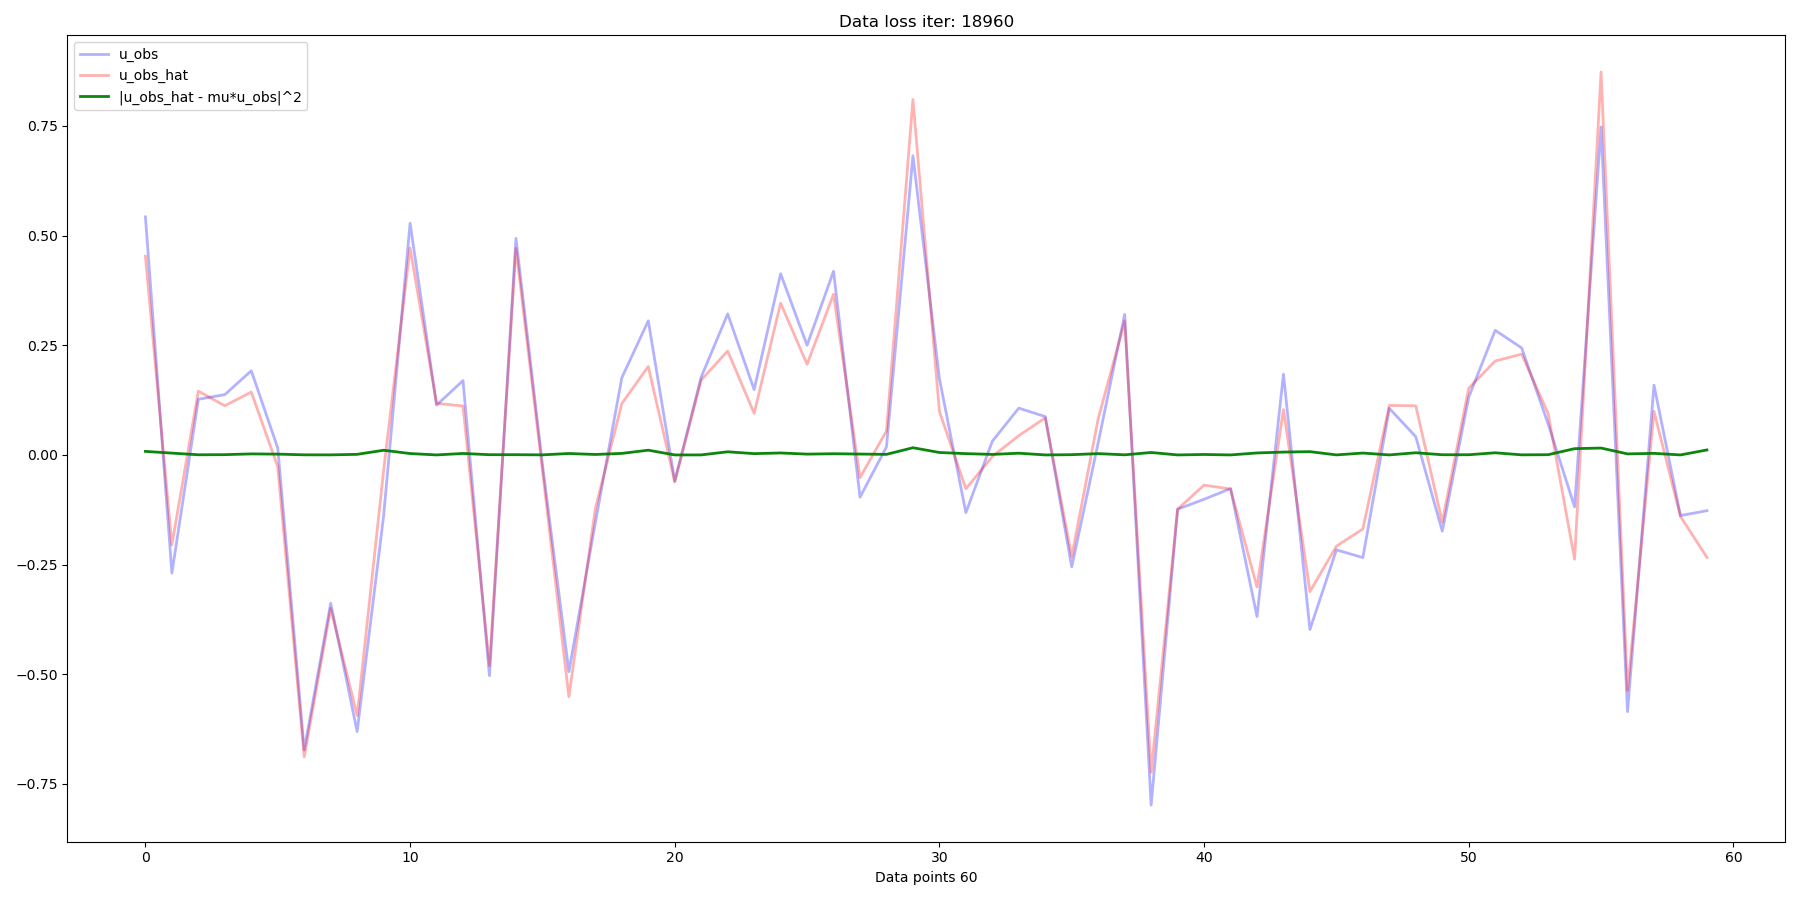 Data loss iter: 18960
u_obs
u_obs_hat
|u_obs_hat - mu*u_obs|^2
0.75
0.50
0.25
0.00
−0.25
−0.50
−0.75
0 10 20 30 40 50 60
Data points 60